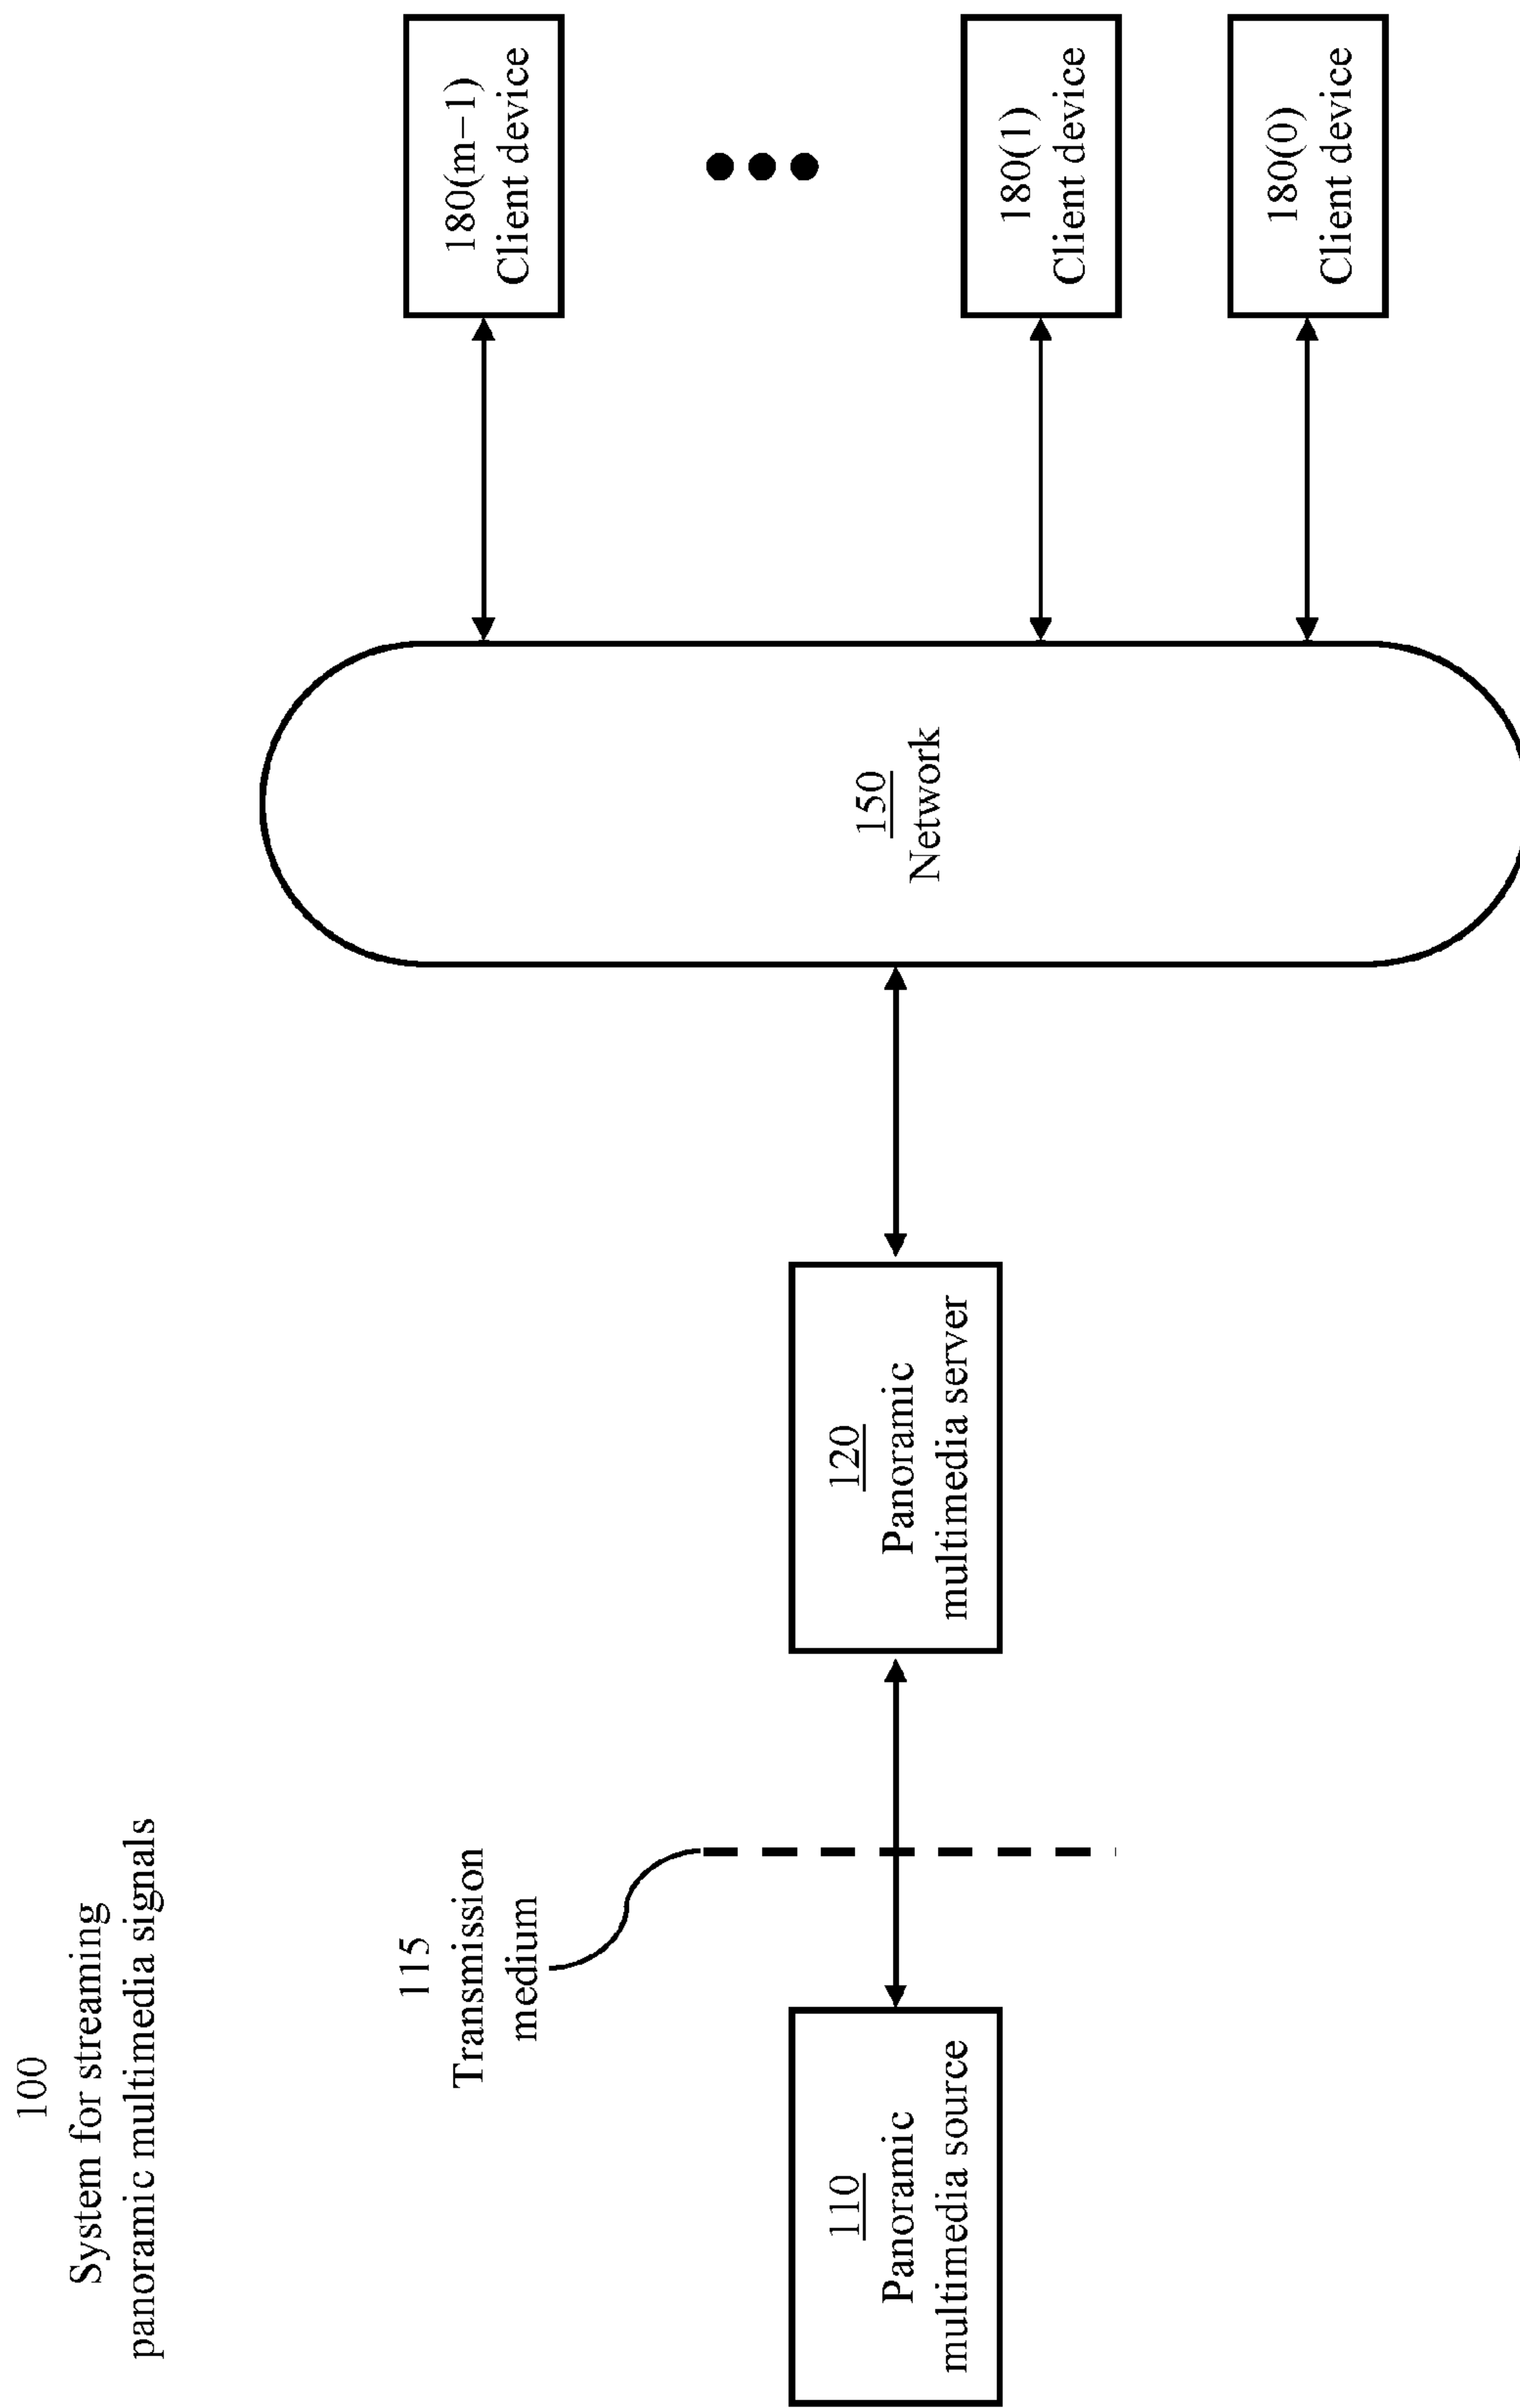 100
System for streaming
panoramic multimedia signals
115
Transmission
medium
110
Panoramic
multimedia source
120
Panoramic
multimedia server
150
Network
180(m−1)
Client device
180(1)
Client device
180(0)
Client device